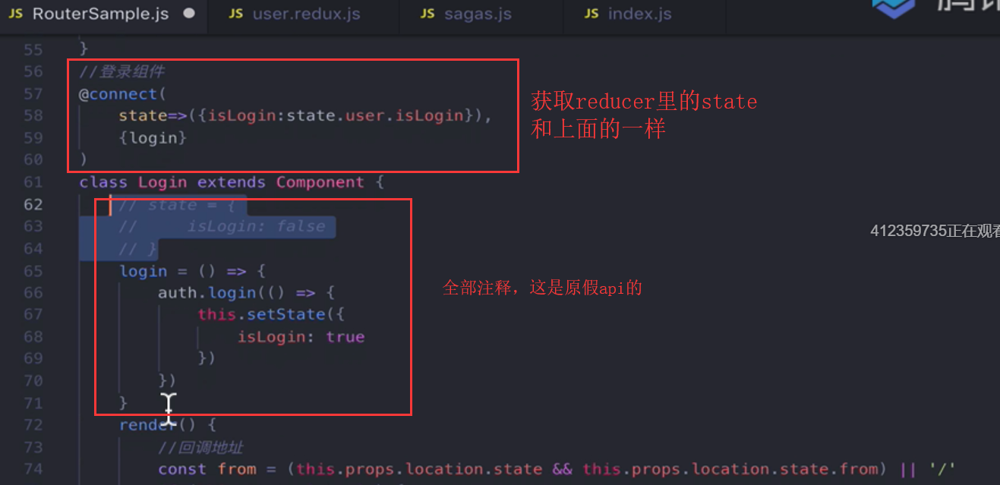 JS RouterSample.js JS user.redux.js JS sagas.js JS index.js
55 }
56 //登录组件
57 @connect(
58 state=>({isLogin:state.user.isLogin}),
59 {login}
60 )
获取reducer里的state
和上面的一样
61 class Login extends Component {
62 // state = {
63 // isLogin: false
64 // }
65 login = () => {
66 auth.login(() => {
67 this.setState({
68 isLogin: true
69 })
70 })
71 }
412359735正在观看
全部注释，这是原假api的
72 render() {
73 //回调地址
74 const from = (this.props.location.state && this.props.location.state.from) || '/'